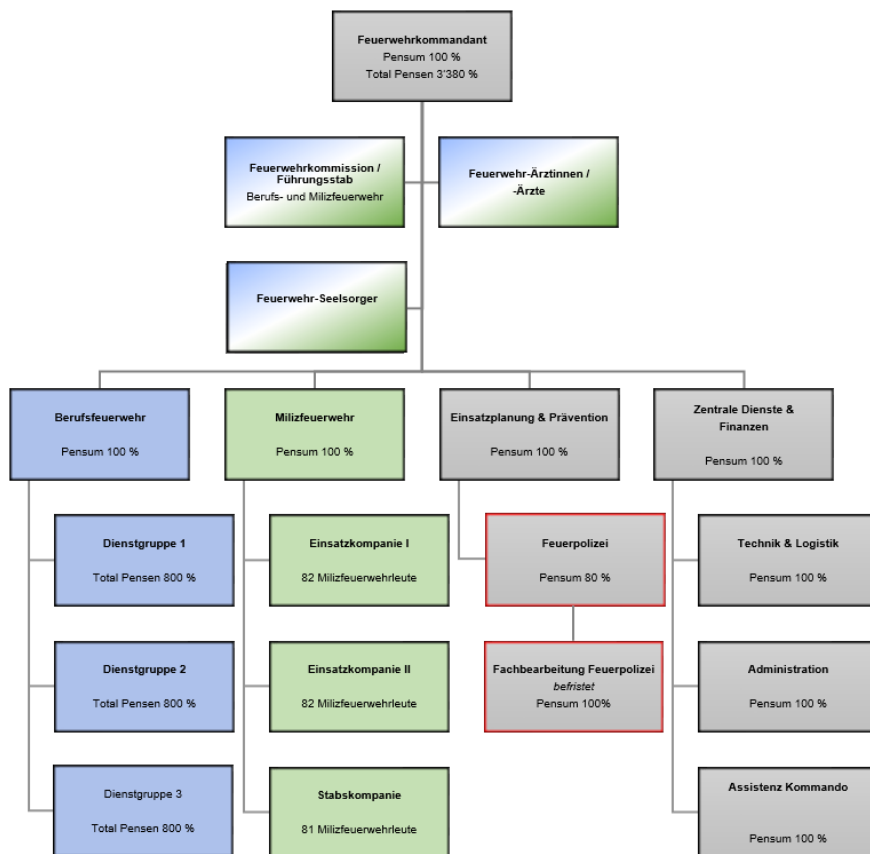 Feuerwehrkommandant
Pensum 100 %
Total Pensen 3'380 %
Feuerwehrkommission /
Führungsstab
Berufs- und Milizfeuerwehr
Feuerwehr-Ärztinnen /
-Ärzte
Feuerwehr-Seelsorger
Berufsfeuerwehr
Pensum 100 %
Milizfeuerwehr
Pensum 100 %
Einsatzplanung & Prävention
Pensum 100 %
Zentrale Dienste &
Finanzen
Pensum 100 %
Dienstgruppe 1
Total Pensen 800 %
Einsatzkompanie I
82 Milizfeuerwehrleute
Feuerpolizei
Pensum 80 %
Technik & Logistik
Pensum 100 %
Dienstgruppe 2
Total Pensen 800 %
Einsatzkompanie II
82 Milizfeuerwehrleute
Fachbearbeitung Feuerpolizei
befristet
Pensum 100%
Administration
Pensum 100 %
Dienstgruppe 3
Total Pensen 800 %
Stabskompanie
81 Milizfeuerwehrleute
Assistenz Kommando
Pensum 100 %